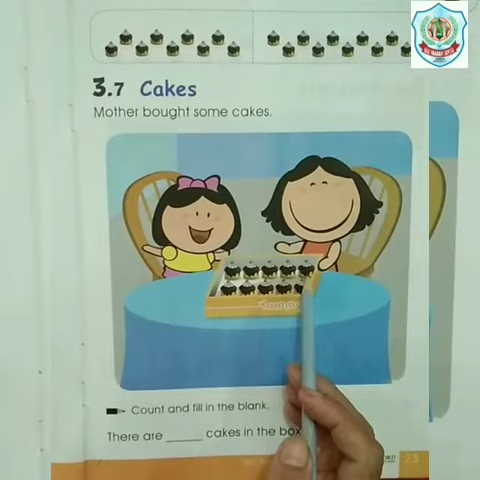 3.7 Cakes
Mother bought some cakes.
Yummy
Count and fill in the blank.
There are ______ cakes in the box
23